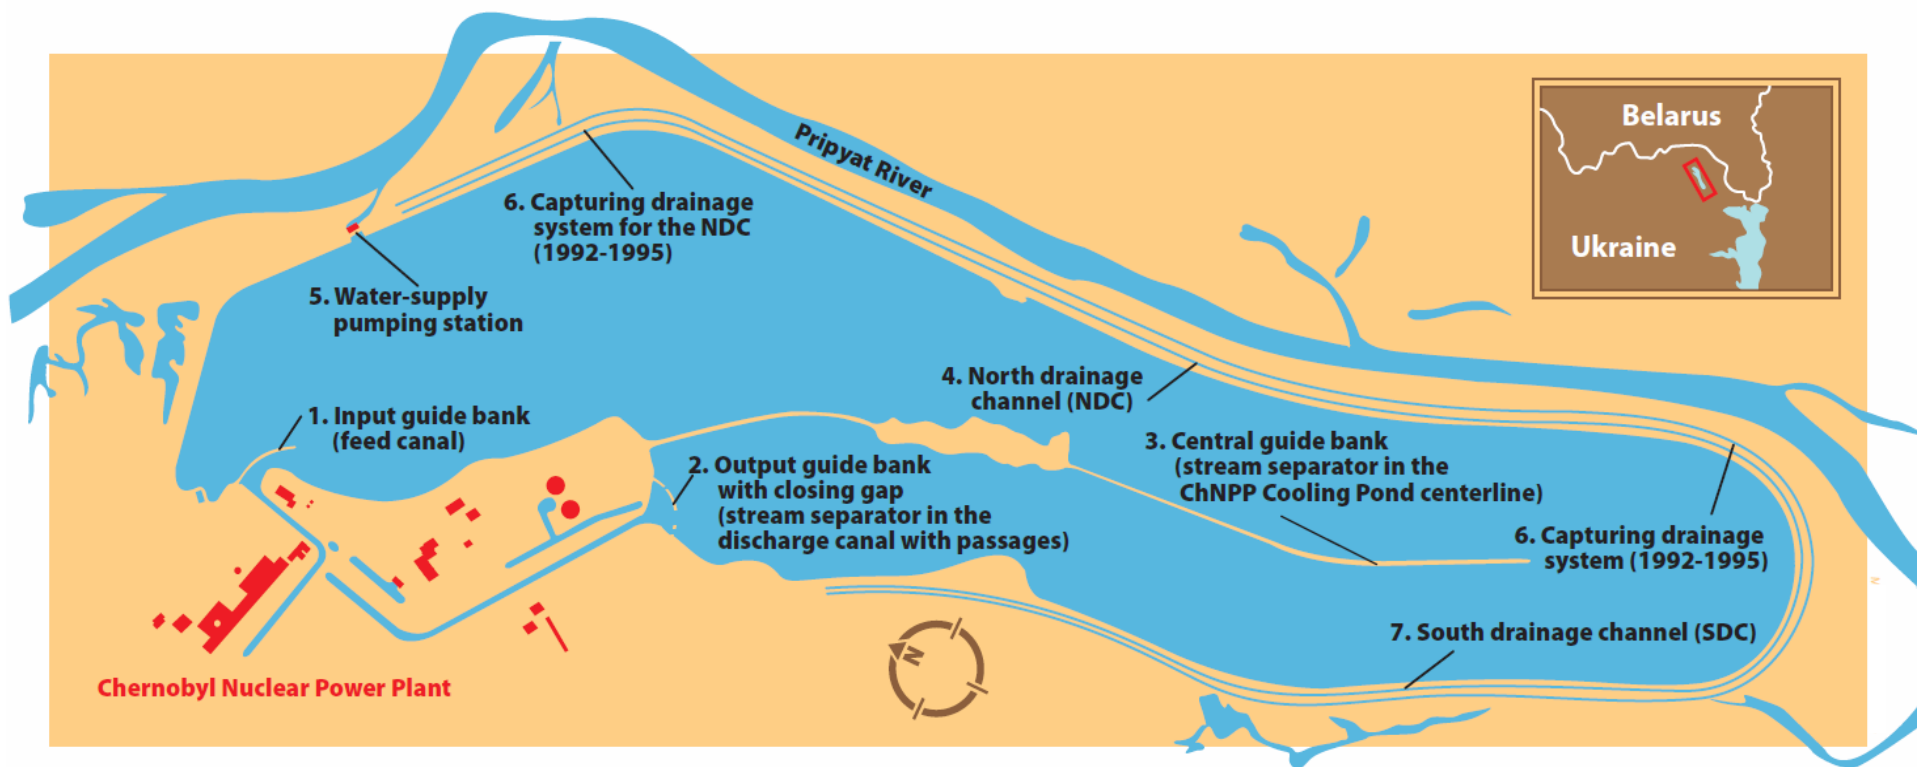 Belarus
Ukraine
Pripyat River
6. Capturing drainage
system for the NDC
(1992-1995)
5. Water-supply
pumping station
4. North drainage
channel (NDC)
1. Input guide bank
(feed canal)
3. Central guide bank
(stream separator in the
ChNPP Cooling Pond centerline)
2. Output guide bank
with closing gap
(stream separator in the
discharge canal with passages)
6. Capturing drainage
system (1992-1995)
N
7. South drainage channel (SDC)
N
Chernobyl Nuclear Power Plant